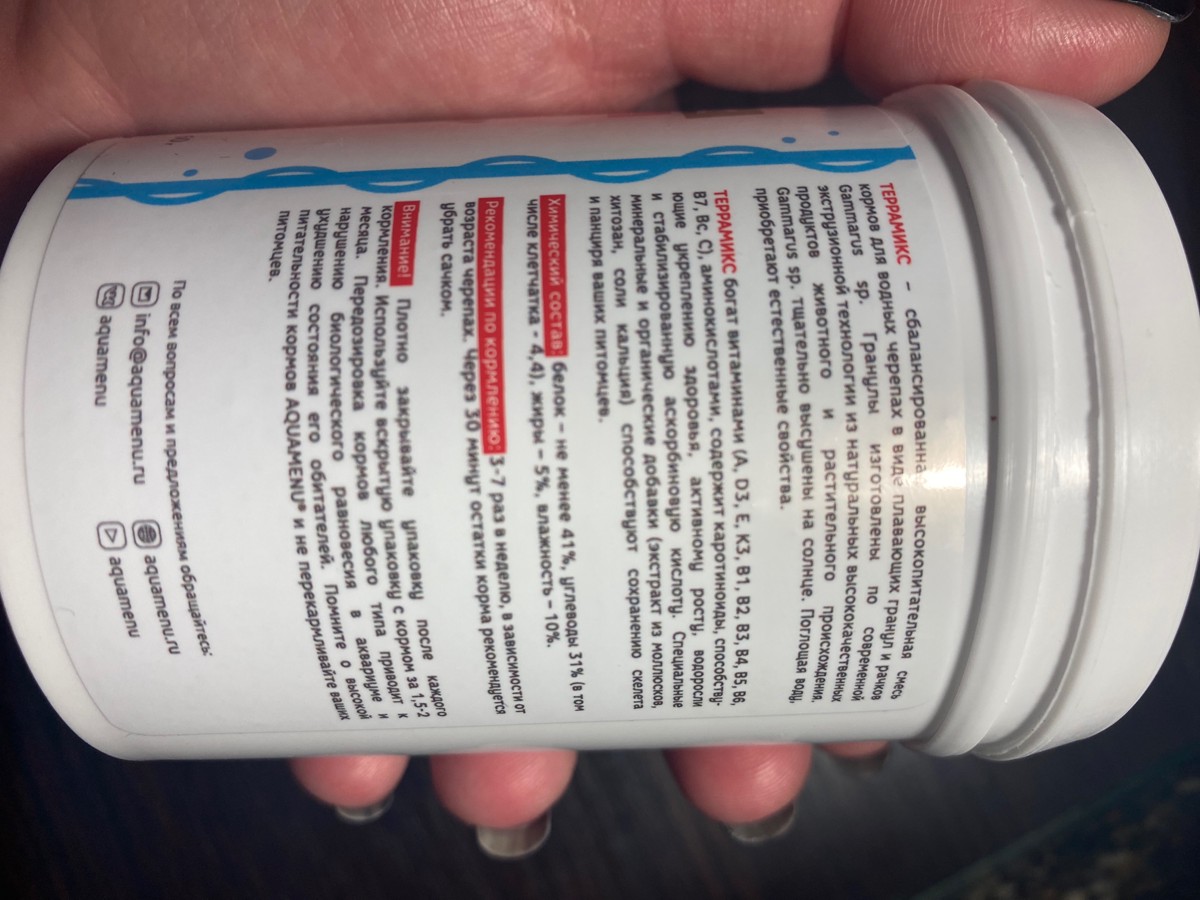 ТЕРРАМИКС – сбалансированная высокопитательная смесь
кормов для водных черепах в виде плавающих гранул и рачков
Gammarus sp. Гранулы изготовлены по современной
экструзионной технологии из натуральных высококачественных
продуктов животного и растительного происхождения.
Gammarus sp. тщательно высушены на солнце. Поглощая воду,
приобретают естественные свойства.
ТЕРРАМИКС богат витаминами (A, D3, E, K3, B1, B2, B3, B4, B5, B6,
B7, Bc, C), аминокислотами, содержит каротиноиды, способству-
ющие укреплению здоровья, активному росту, водоросли
и стабилизированную аскорбиновую кислоту. Специальные
минеральные и органические добавки (экстракт из моллюсков,
хитозан, соли кальция) способствуют сохранению скелета
и панциря ваших питомцев.
Химический состав: белок – не менее 41%, углеводы 31% (в том
числе клетчатка - 4,4), жиры – 5%, влажность – 10%.
Рекомендации по кормлению: 3-7 раз в неделю, в зависимости от
возраста черепах. Через 30 минут остатки корма рекомендуется
убрать сачком.
Внимание! Плотно закрывайте упаковку после каждого
кормления. Используйте вскрытую упаковку с кормом за 1,5-2
месяца. Передозировка кормов любого типа приводит к
нарушению биологического равновесия в аквариуме и
ухудшению состояния его обитателей. Помните о высокой
питательности кормов AQUAMENU® и не перекармливайте ваших
питомцев.
По всем вопросам и предложениям обращайтесь:
info@aquamenu.ru aquamenu.ru
aquamenu aquamenu